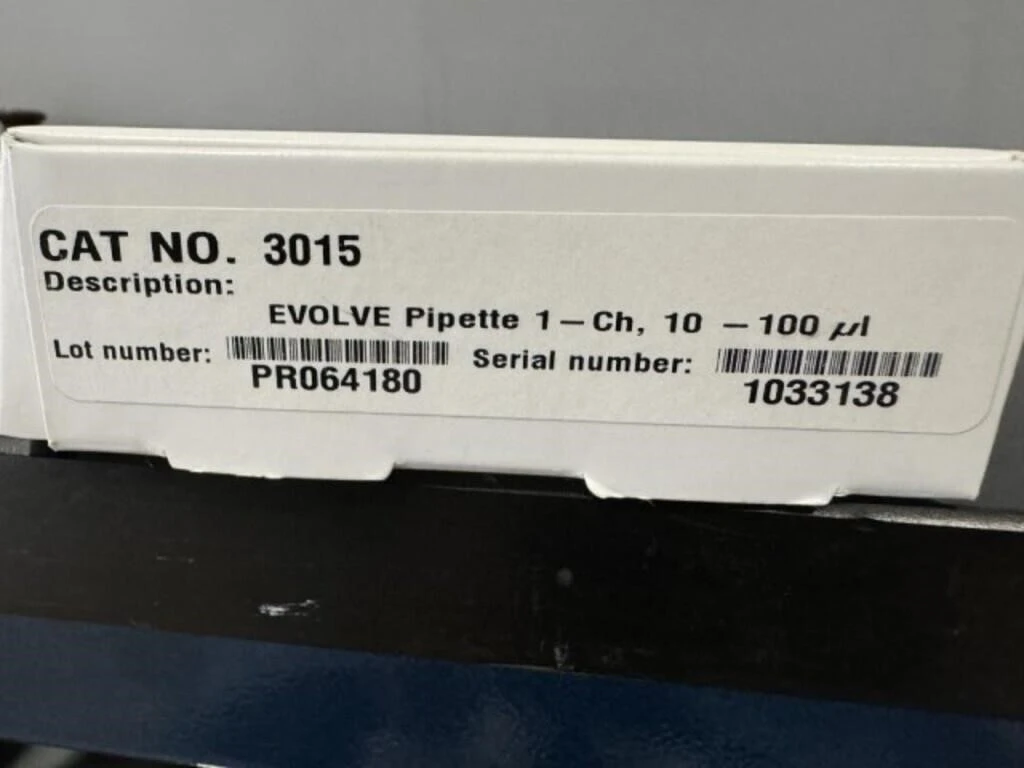 CAT NO. 3015
Description:
EVOLVE Pipette 1-Ch, 10 -100 µl
Lot number: Serial number:
PR064180 1033138